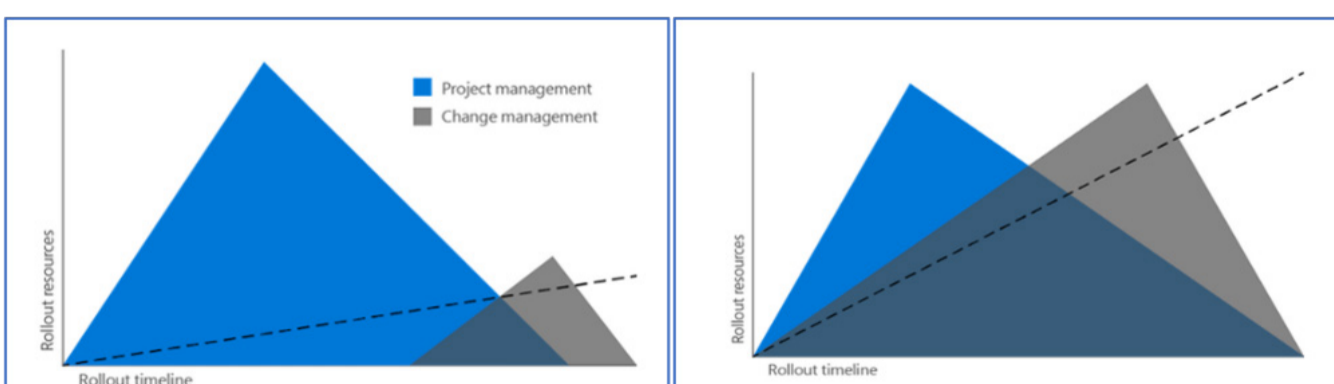 Project management
Change management
Rollout resources
Rollout timeline
Rollout resources
Rollout timeline